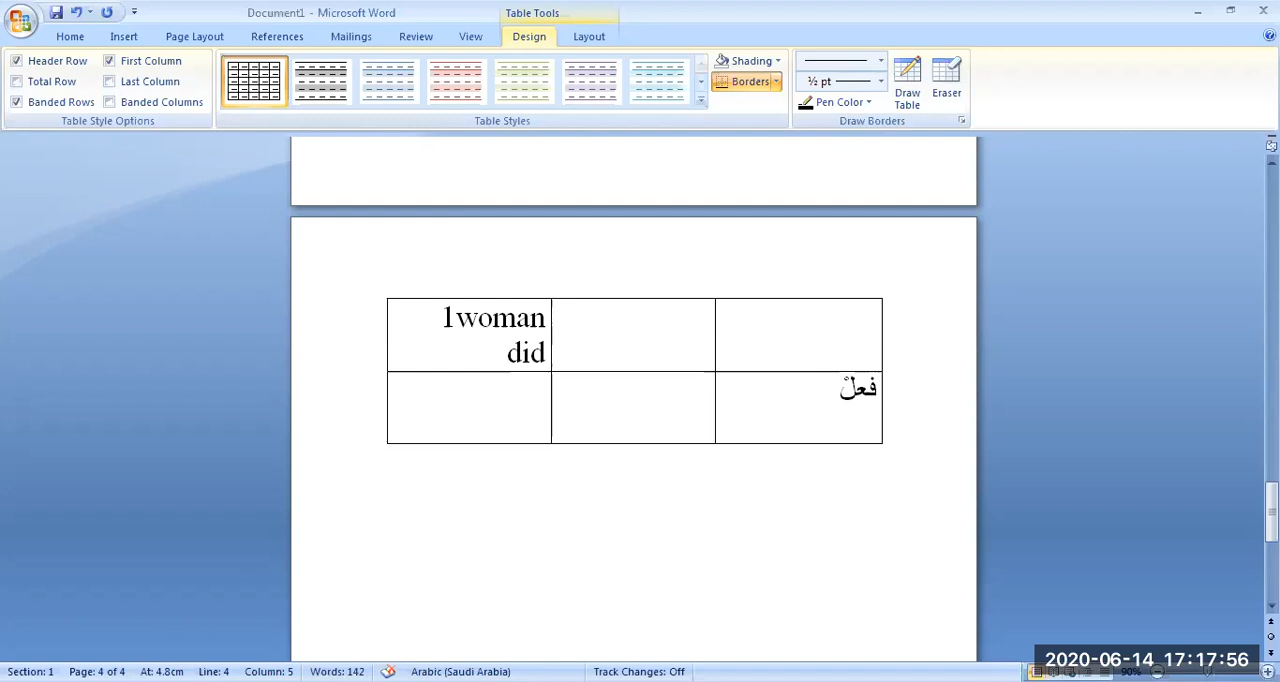 Document1 - Microsoft Word
Table Tools
Home Insert Page Layout References Mailings Review View Design Layout
Header Row First Column
Total Row Last Column
Banded Rows Banded Columns
Table Style Options
Table Styles
Shading
Borders
½ pt
Pen Color
Draw Table
Eraser
Draw Borders
1woman
did
فعلْ
Section: 1 Page: 4 of 4 At: 4.8cm Line: 4 Column: 5 Words: 142 Arabic (Saudi Arabia) Track Changes: Off 90%
2020-06-14 17:17:56